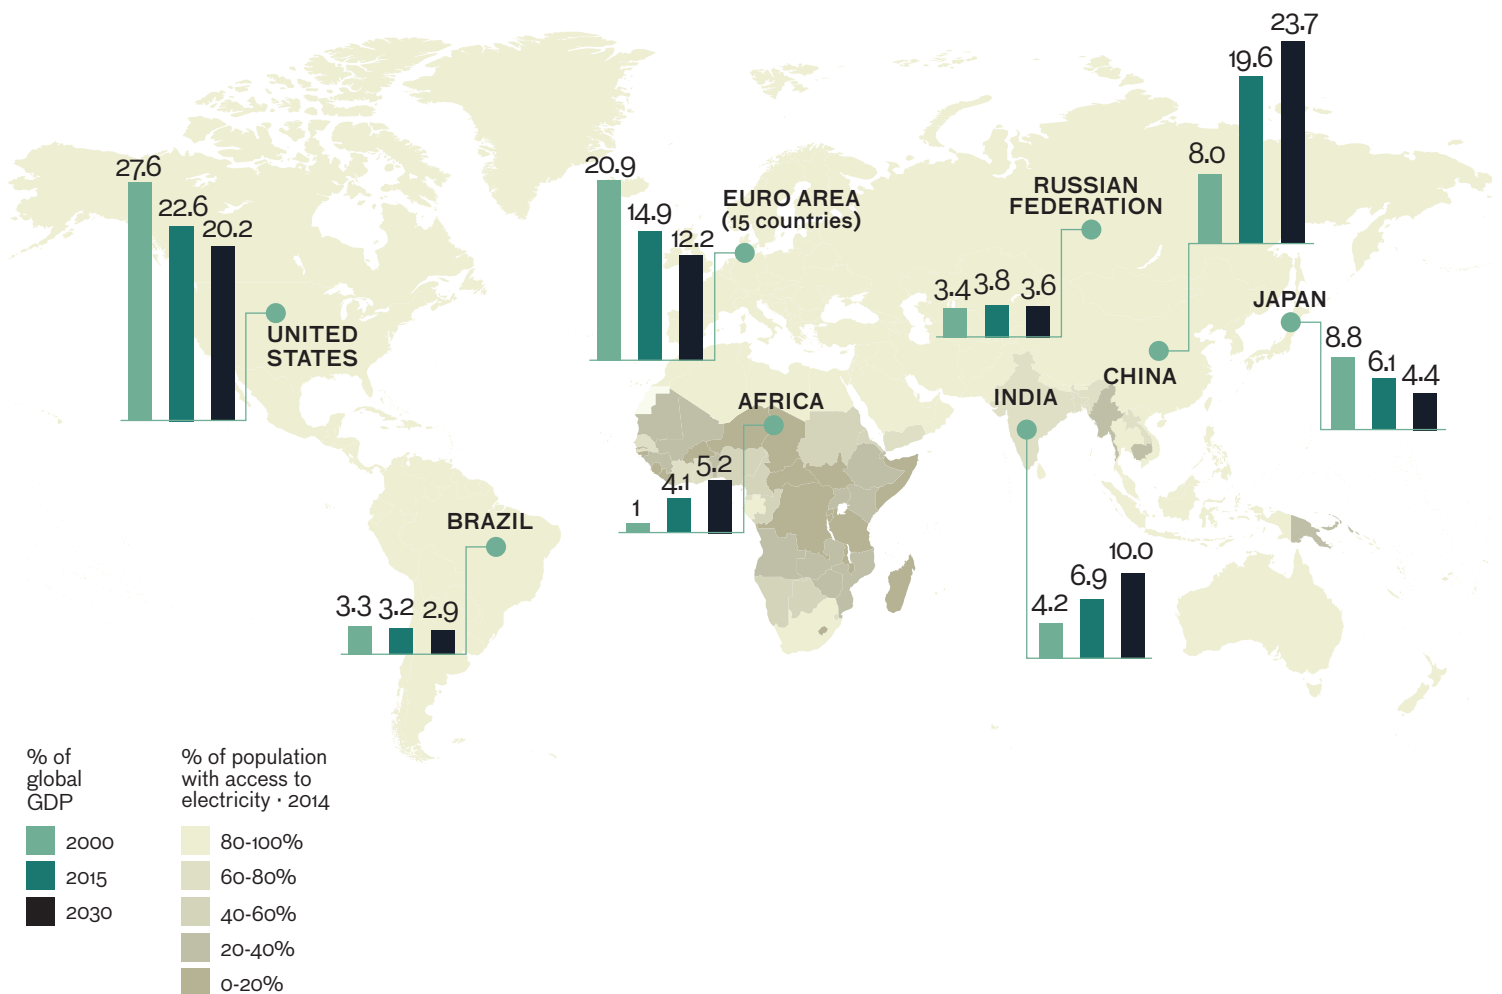 27.6
22.6
20.2
UNITED
STATES
20.9
14.9
12.2
EURO AREA
(15 countries)
RUSSIAN
FEDERATION
3.4
3.8
3.6
8.0
19.6
23.7
CHINA
JAPAN
8.8
6.1
4.4
INDIA
4.2
6.9
10.0
AFRICA
1
4.1
5.2
BRAZIL
3.3
3.2
2.9
% of
global
GDP
2000
2015
2030
% of population
with access to
electricity · 2014
80-100%
60-80%
40-60%
20-40%
0-20%